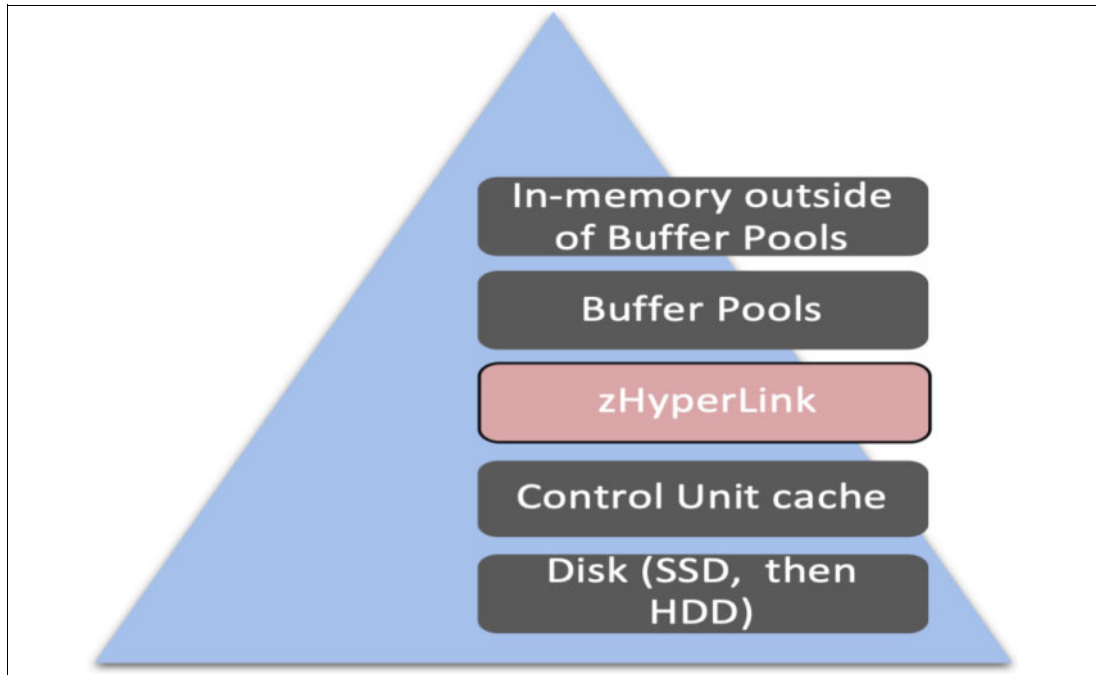 In-memory outside
of Buffer Pools
Buffer Pools
zHyperLink
Control Unit cache
Disk (SSD, then
HDD)